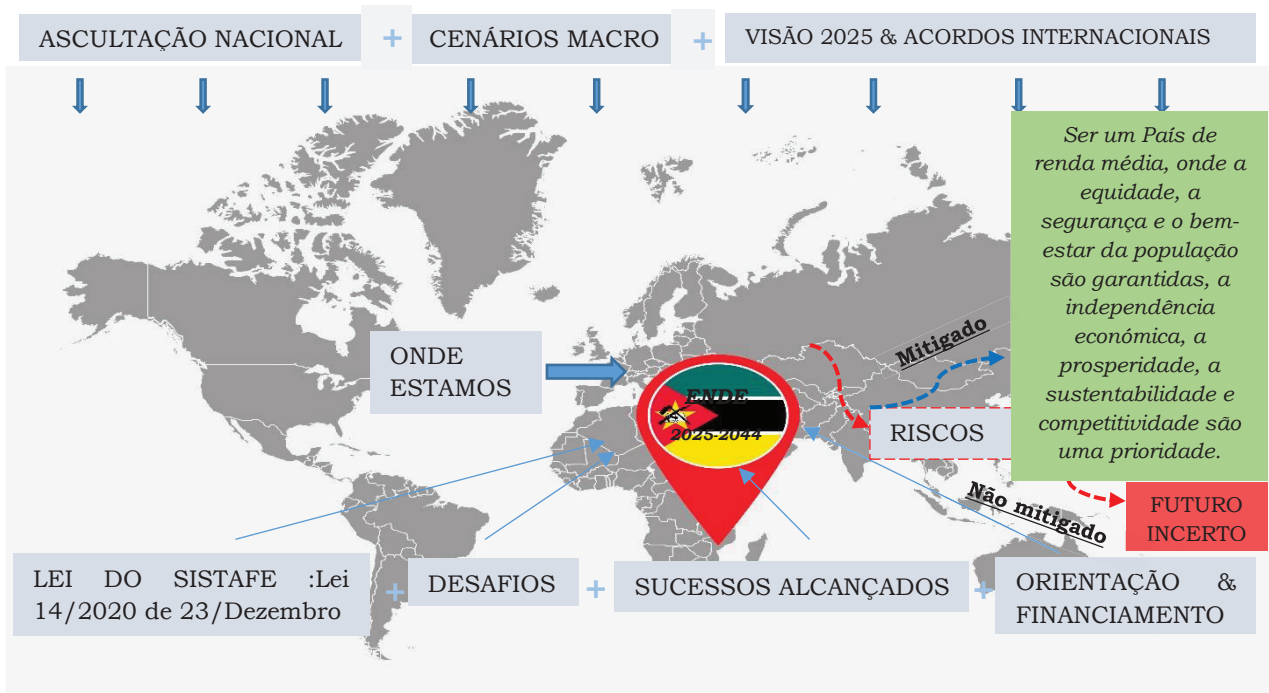 ASCULTAÇÃO NACIONAL + CENÁRIOS MACRO + VISÃO 2025 & ACORDOS INTERNACIONAIS
Ser um País de
renda média, onde a
equidade, a
segurança e o bem-
estar da população
são garantidas, a
independência
económica, a
prosperidade, a
sustentabilidade e
competitividade são
uma prioridade.
Mitigado
ONDE
ESTAMOS
ENDE
2025-2044
RISCOS
Não mitigado
FUTURO
INCERTO
LEI DO SISTAFE :Lei
14/2020 de 23/Dezembro
+
DESAFIOS
+
SUCESSOS ALCANÇADOS
+
ORIENTAÇÃO &
FINANCIAMENTO